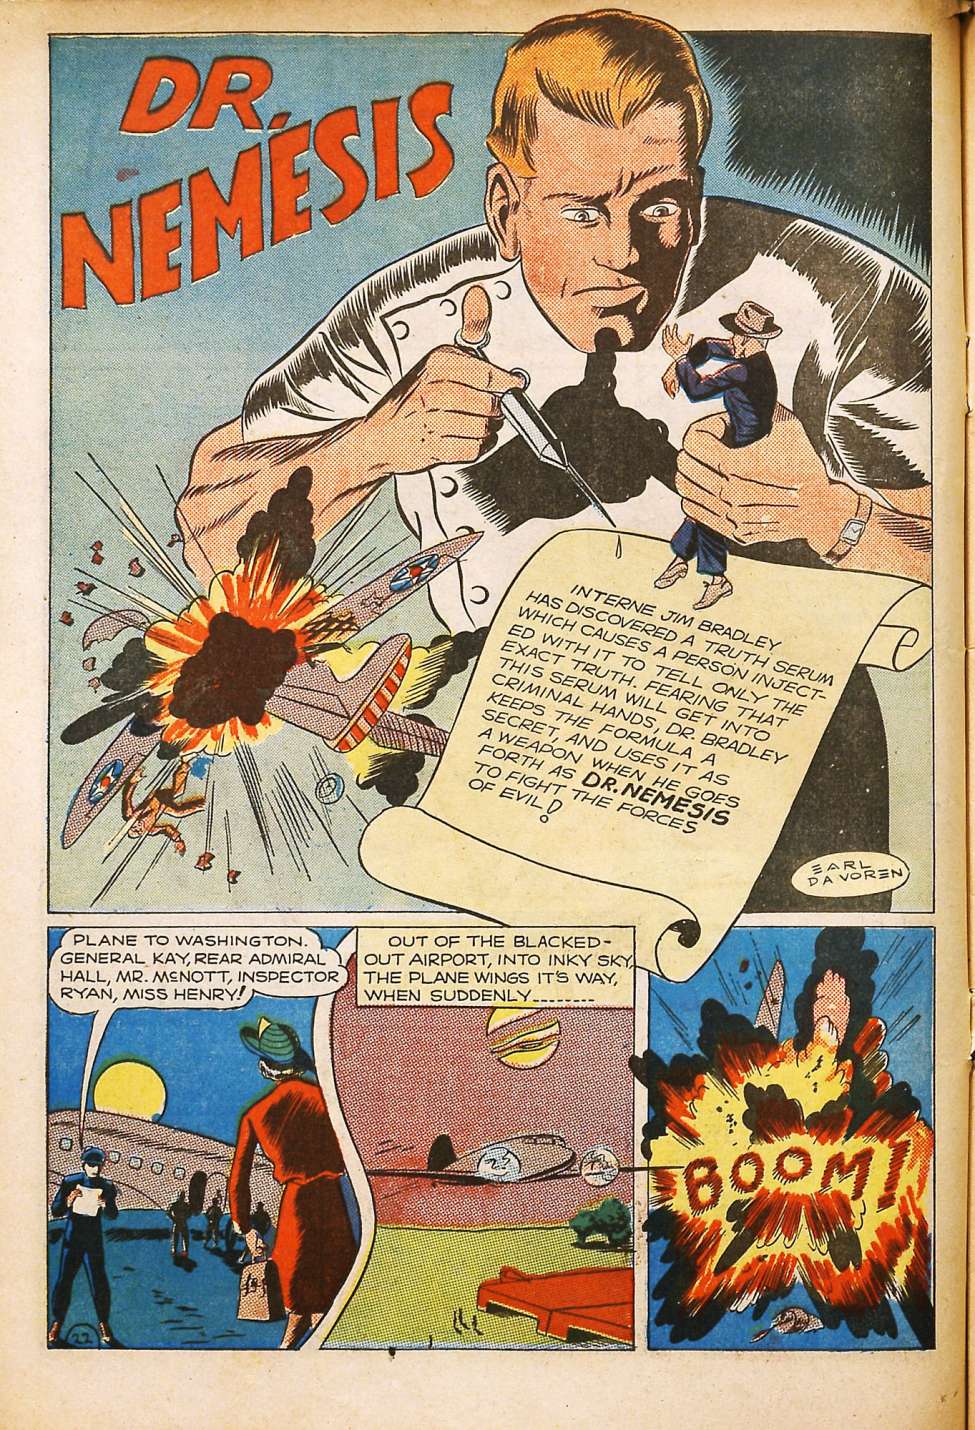 DR.
NEMESIS
INTERNE JIM BRADLEY
HAS DISCOVERED A TRUTH SERUM
WHICH CAUSES A PERSON INJECT-
ED WITH IT TO TELL ONLY THE
EXACT TRUTH. FEARING THAT
THIS SERUM WILL GET INTO
CRIMINAL HANDS, DR. BRADLEY
KEEPS THE FORMULA A
SECRET, AND USES IT AS
A WEAPON WHEN HE GOES
FORTH AS DR. NEMESIS
TO FIGHT THE FORCES
OF EVIL!
EARL
DAVOREN
PLANE TO WASHINGTON.
GENERAL KAY, REAR ADMIRAL
HALL, MR. McNOTT, INSPECTOR
RYAN, MISS HENRY!
22
OUT OF THE BLACKED-
OUT AIRPORT, INTO INKY SKY,
THE PLANE WINGS IT'S WAY,
WHEN SUDDENLY........
BOOM!